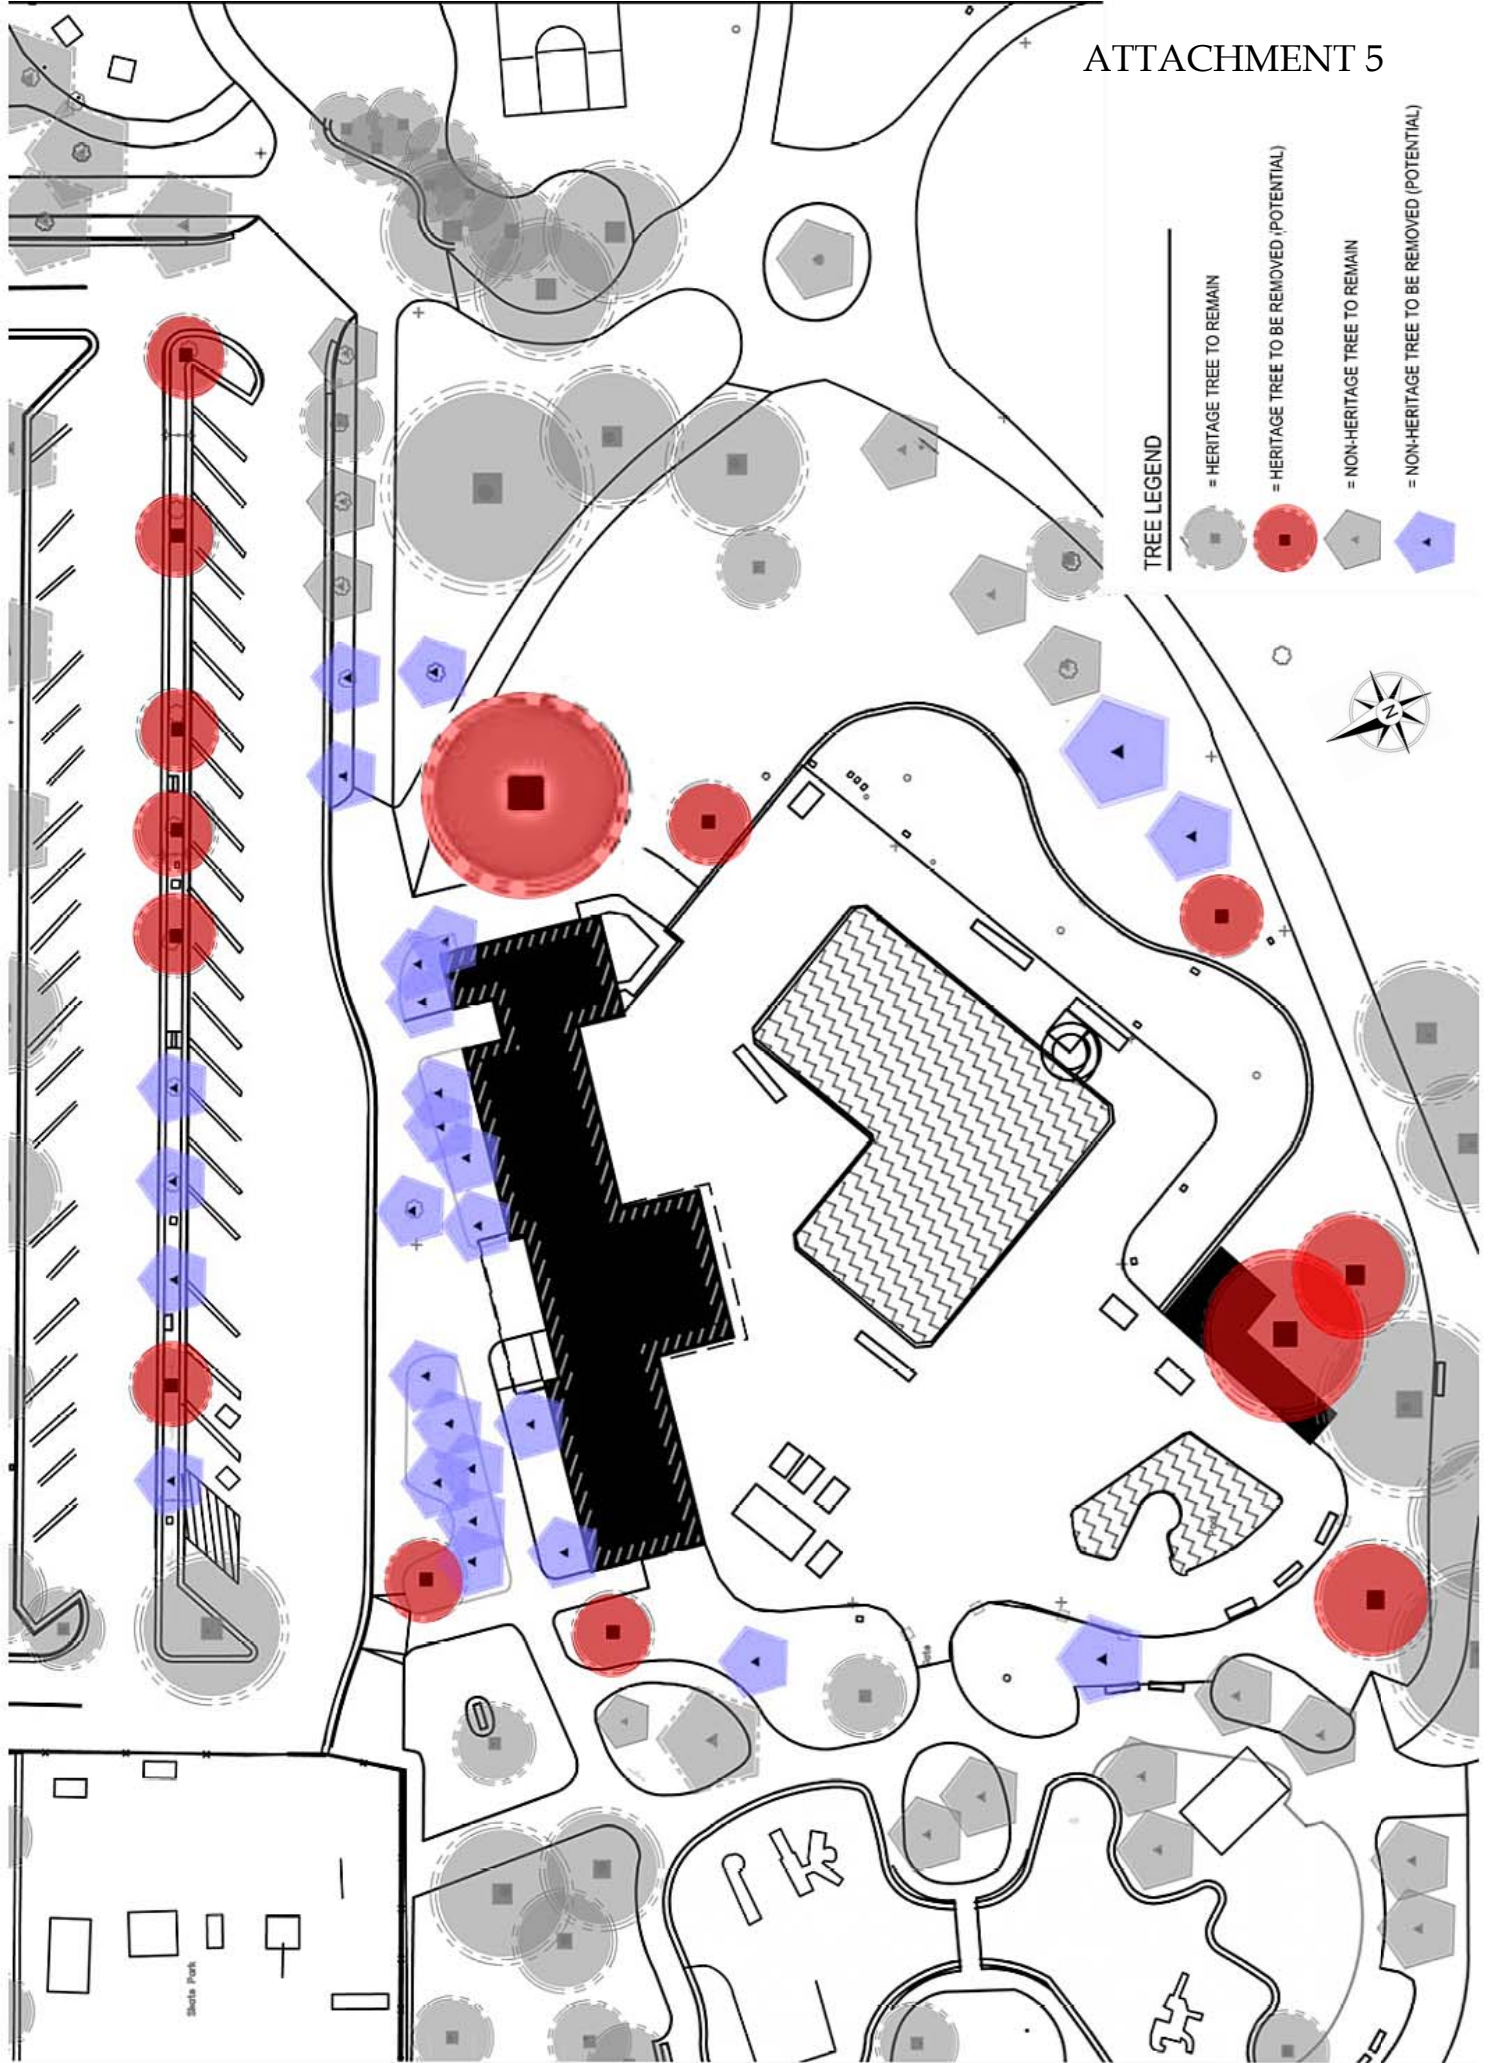 ATTACHMENT 5
TREE LEGEND
= HERITAGE TREE TO REMAIN
= HERITAGE TREE TO BE REMOVED (POTENTIAL)
= NON-HERITAGE TREE TO REMAIN
= NON-HERITAGE TREE TO BE REMOVED (POTENTIAL)
N
Pool
Skate Park